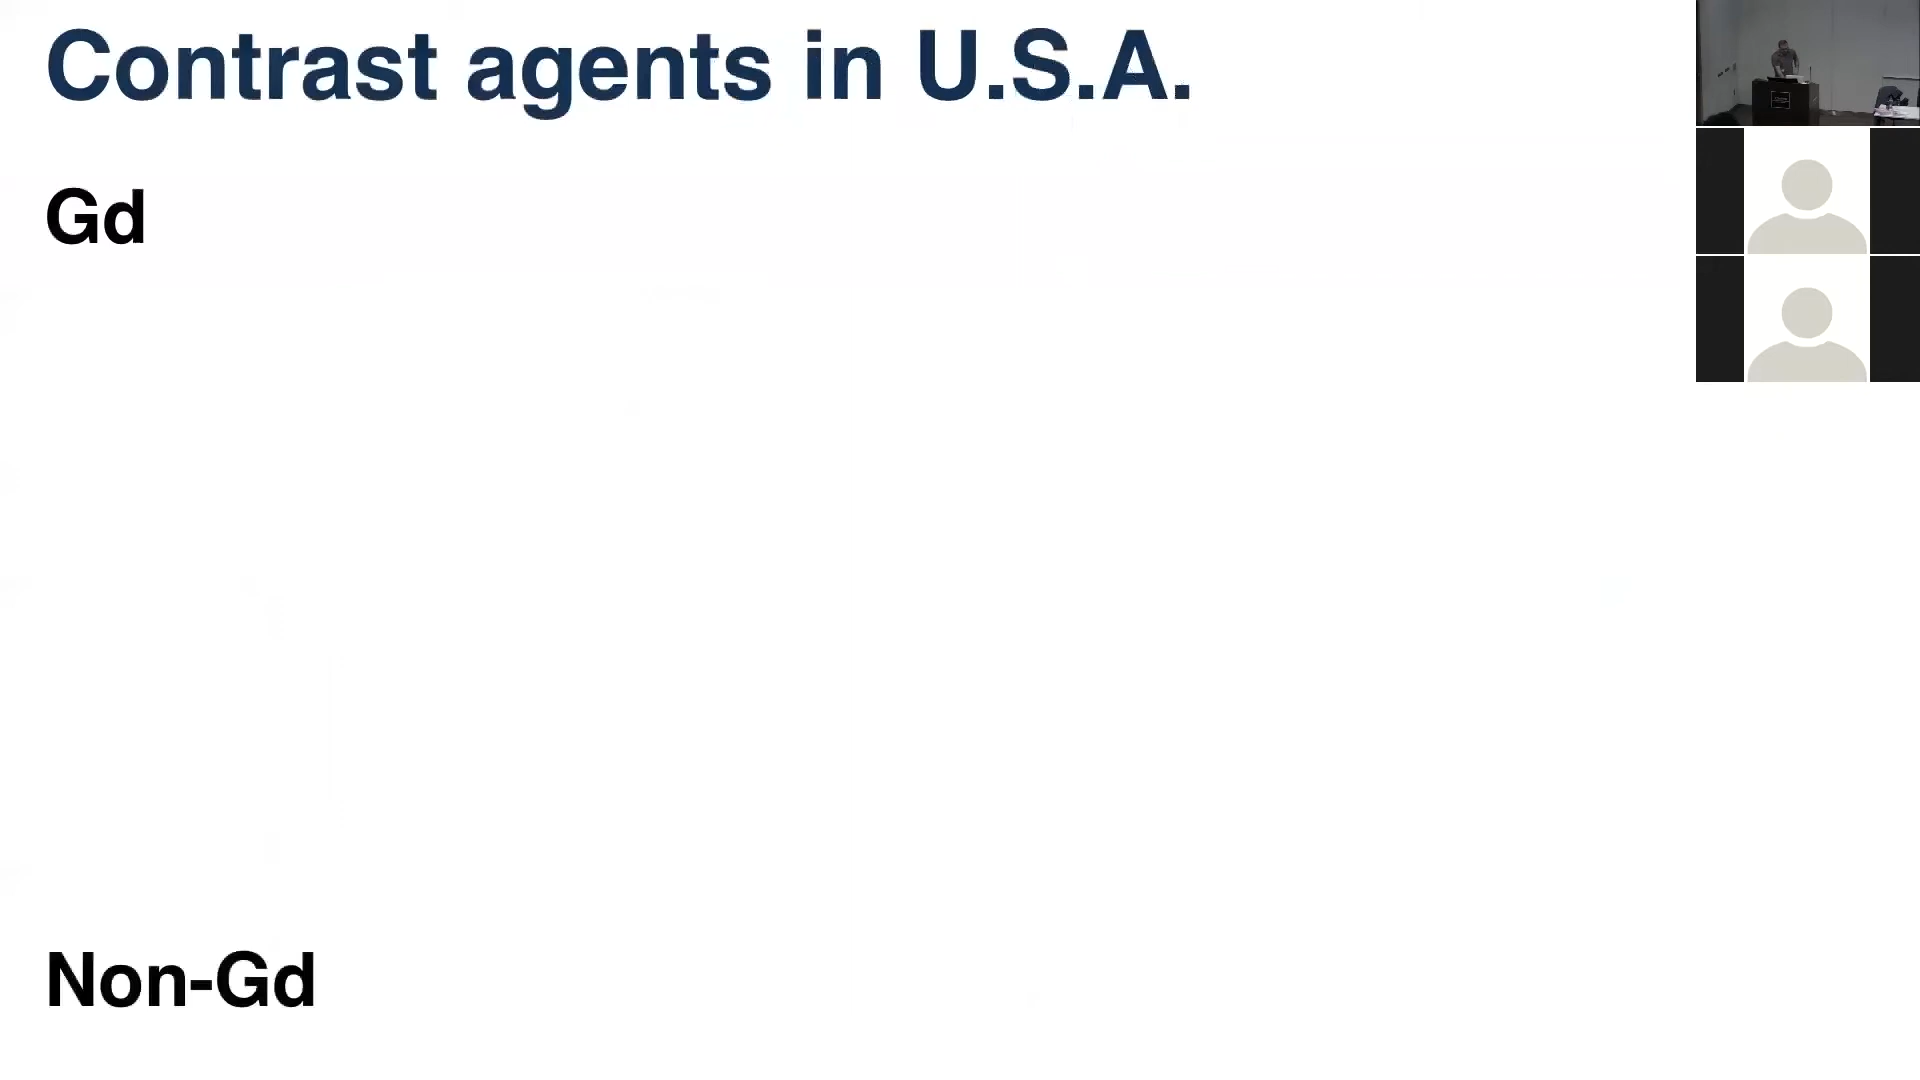 Contrast agents in U.S.A.
Gd
Non-Gd